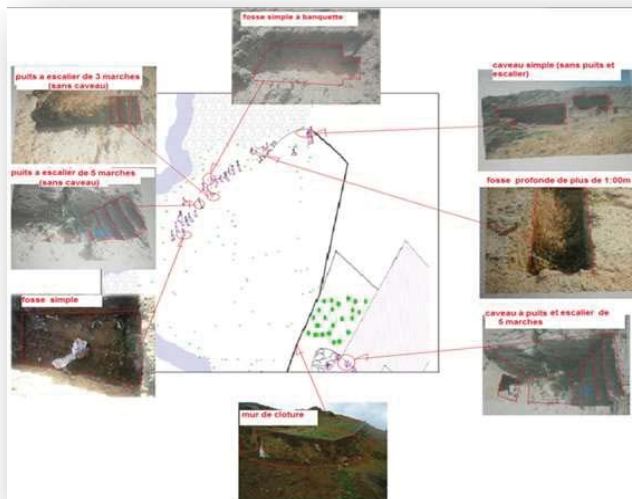 fosse simple à banquette
puits a escalier de 3 marches
(sans caveau)
caveau simple (sans puits et
escalier)
puits a escalier de 5 marches
(sans caveau)
fosse profonde de plus de 1:00m
fosse simple
caveau à puits et escalier de
5 marches
mur de cloture